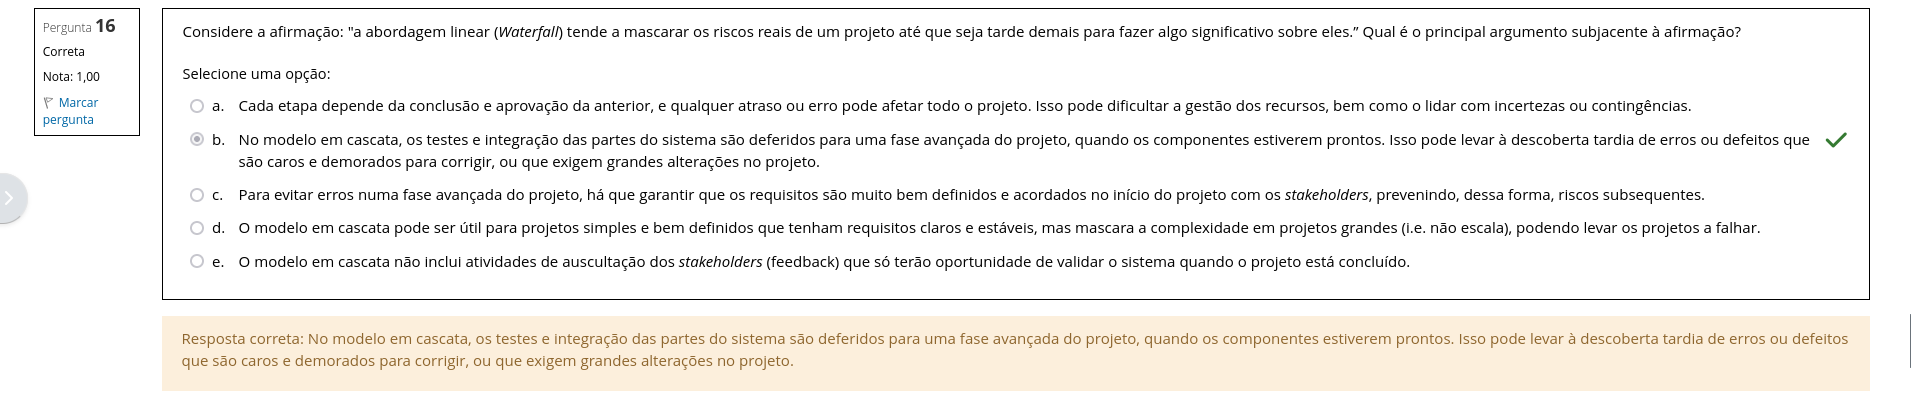 Pergunta 16
Correta
Nota: 1,00
Marcar
pergunta
Considere a afirmação: "a abordagem linear (Waterfall) tende a mascarar os riscos reais de um projeto até que seja tarde demais para fazer algo significativo sobre eles.” Qual é o principal argumento subjacente à afirmação?
Selecione uma opção:
a. Cada etapa depende da conclusão e aprovação da anterior, e qualquer atraso ou erro pode afetar todo o projeto. Isso pode dificultar a gestão dos recursos, bem como o lidar com incertezas ou contingências.
b. No modelo em cascata, os testes e integração das partes do sistema são deferidos para uma fase avançada do projeto, quando os componentes estiverem prontos. Isso pode levar à descoberta tardia de erros ou defeitos que
são caros e demorados para corrigir, ou que exigem grandes alterações no projeto.
c. Para evitar erros numa fase avançada do projeto, há que garantir que os requisitos são muito bem definidos e acordados no início do projeto com os stakeholders, prevenindo, dessa forma, riscos subsequentes.
d. O modelo em cascata pode ser útil para projetos simples e bem definidos que tenham requisitos claros e estáveis, mas mascara a complexidade em projetos grandes (i.e. não escala), podendo levar os projetos a falhar.
e. O modelo em cascata não inclui atividades de auscultação dos stakeholders (feedback) que só terão oportunidade de validar o sistema quando o projeto está concluído.
Resposta correta: No modelo em cascata, os testes e integração das partes do sistema são deferidos para uma fase avançada do projeto, quando os componentes estiverem prontos. Isso pode levar à descoberta tardia de erros ou defeitos
que são caros e demorados para corrigir, ou que exigem grandes alterações no projeto.